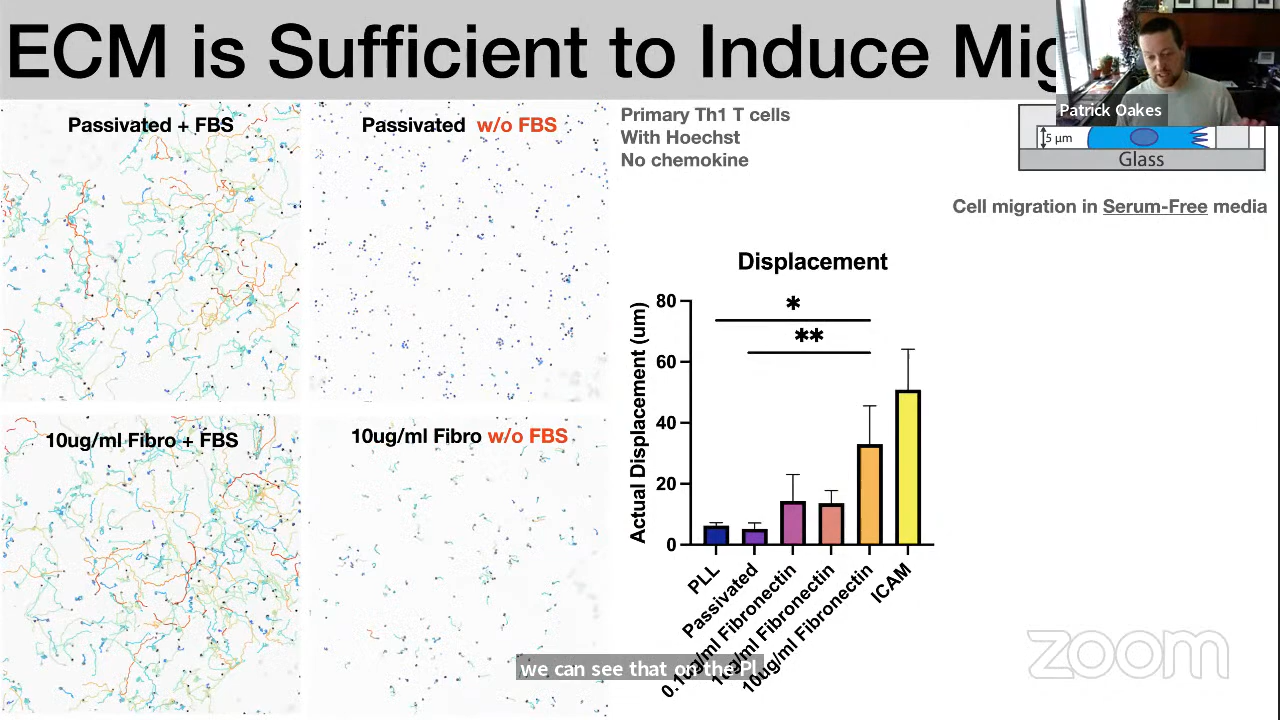 ECM is Sufficient to Induce Mig
Patrick Oakes
Passivated + FBS
Passivated w/o FBS
10ug/ml Fibro + FBS
10ug/ml Fibro w/o FBS
Primary Th1 T cells
With Hoechst
No chemokine
5 µm
Glass
Cell migration in Serum-Free media
Displacement
Actual Displacement (um)
80
60
40
20
0
*
**
PLL
Passivated
0.1ug/ml Fibronectin
1ug/ml Fibronectin
10ug/ml Fibronectin
ICAM
we can see that on the Pl
zoom